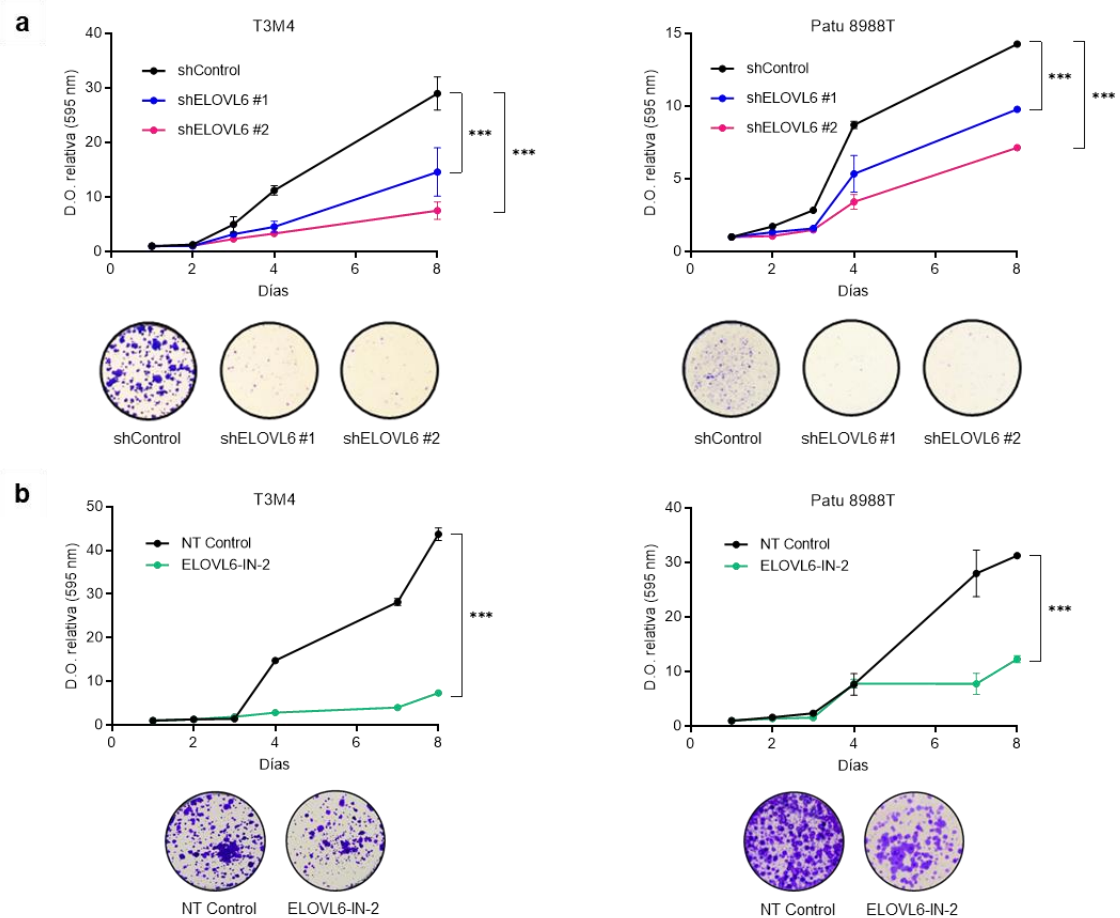 a
T3M4
D.O. relativa (595 nm)
40
30
20
10
0
shControl
shELOVL6 #1
shELOVL6 #2
***
***
0 2 4 6 8
Días
shControl shELOVL6 #1 shELOVL6 #2
Patu 8988T
D.O. relativa (595 nm)
15
10
5
0
shControl
shELOVL6 #1
shELOVL6 #2
***
***
0 2 4 6 8
Días
shControl shELOVL6 #1 shELOVL6 #2
b
T3M4
D.O. relativa (595 nm)
50
40
30
20
10
0
NT Control
ELOVL6-IN-2
***
0 2 4 6 8
Días
NT Control ELOVL6-IN-2
Patu 8988T
D.O. relativa (595 nm)
40
30
20
10
0
NT Control
ELOVL6-IN-2
***
0 2 4 6 8
Días
NT Control ELOVL6-IN-2